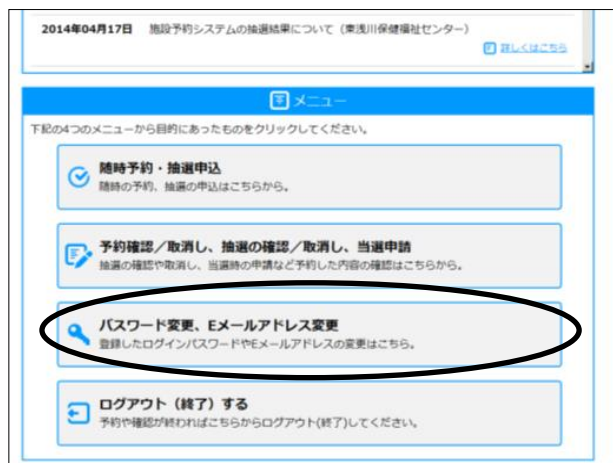 2014年04月17日 施設予約システムの抽選結果について（東浅川保健福祉センター）
詳しくはこちら
メニュー
下記の4つのメニューから目的にあったものをクリックしてください。
随時予約・抽選申込
随時の予約、抽選の申込はこちらから。
予約確認／取消し、抽選の確認／取消し、当選申請
抽選の確認や取消し、当選時の申請など予約した内容の確認はこちらから。
パスワード変更、Eメールアドレス変更
登録したログインパスワードやEメールアドレスの変更はこちら。
ログアウト（終了）する
予約や確認が終わればこちらからログアウト(終了)してください。